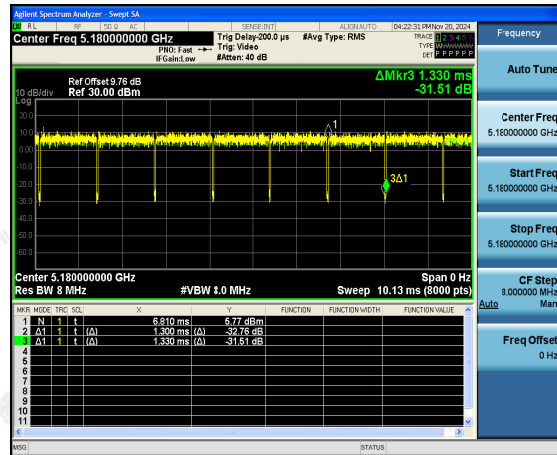 Agilent Spectrum Analyzer - Swept SA
RL RF 50 Ω AC SENSE:INT ALIGNAUTO 04:22:31 PM Nov 20, 2024
Center Freq 5.180000000 GHz
PNO: Fast
IFGain:Low
Trig Delay-200.0 µs
Trig: Video
#Atten: 40 dB
#Avg Type: RMS
TRACE 1 2 3 4 5 6
TYPE WWWWWW
DET P P P P P P
Ref Offset 9.76 dB
10 dB/div Ref 30.00 dBm
Log
ΔMkr3 1.330 ms
-31.51 dB
20.0
10.0
0.00
-10.0
-20.0
-30.0
-40.0
-50.0
-60.0
1
3Δ1
Center 5.180000000 GHz Span 0 Hz
Res BW 8 MHz #VBW 8.0 MHz Sweep 10.13 ms (8000 pts)
MKR MODE TRC SCL X Y FUNCTION FUNCTION WIDTH FUNCTION VALUE
1 N 1 t 6.810 ms 5.77 dBm
2 Δ1 1 t (Δ) 1.300 ms (Δ) -32.76 dB
3 Δ1 1 t (Δ) 1.330 ms (Δ) -31.51 dB
4
5
6
7
8
9
10
11
MSG STATUS
Frequency
Auto Tune
Center Freq
5.180000000 GHz
Start Freq
5.180000000 GHz
Stop Freq
5.180000000 GHz
CF Step
8.000000 MHz
Auto Man
Freq Offset
0 Hz